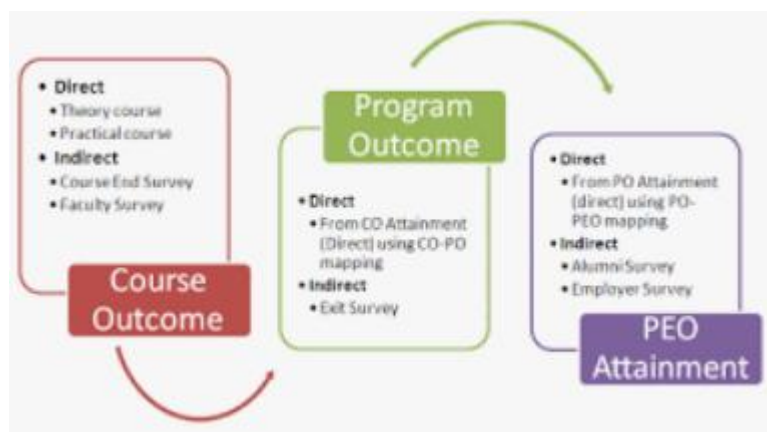 • Direct
• Theory course
• Practical course
• Indirect
• Course End Survey
• Faculty Survey
Course
Outcome
Program
Outcome
• Direct
• From CO Attainment
(Direct) using CO-PO
mapping
• Indirect
• Exit Survey
• Direct
• From PO Attainment
(direct) using PO-
PEO mapping
• Indirect
• Alumni Survey
• Employer Survey
PEO
Attainment